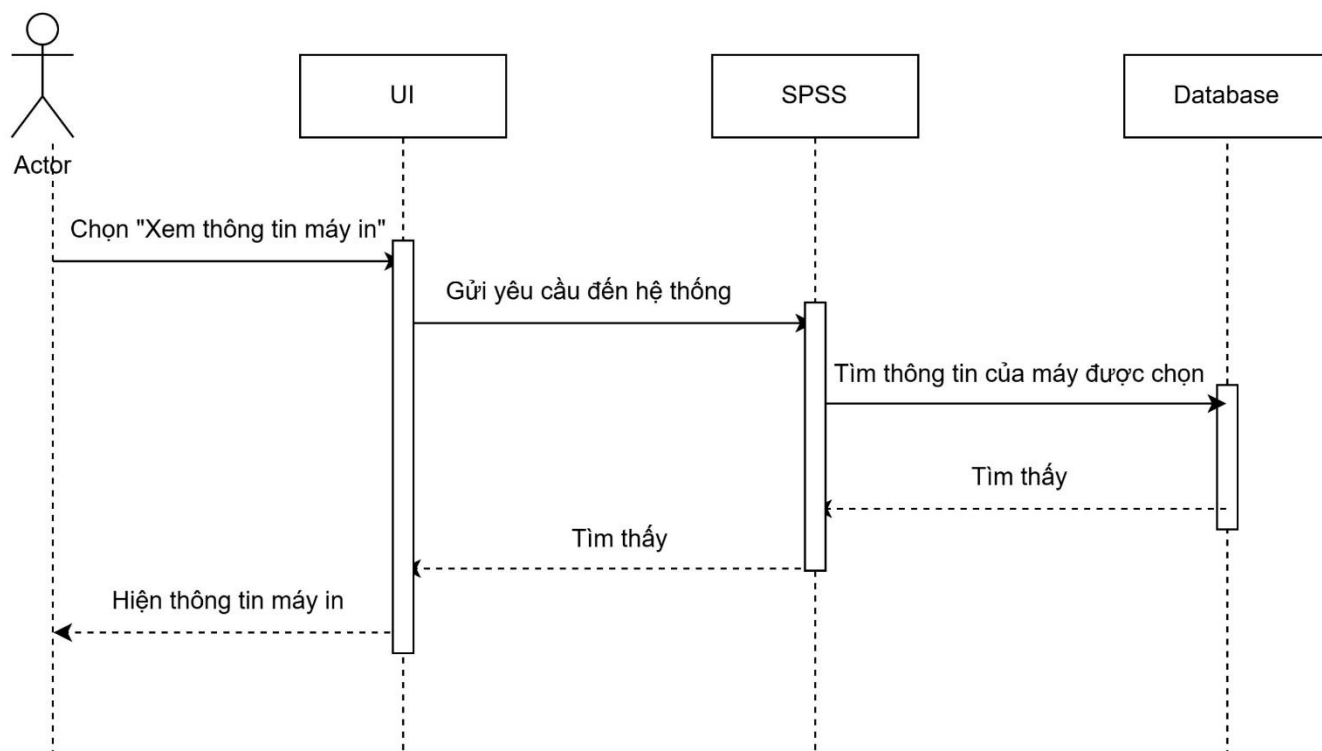 UI
SPSS
Database
Actor
Chọn "Xem thông tin máy in"
Gửi yêu cầu đến hệ thống
Tìm thông tin của máy được chọn
Tìm thấy
Tìm thấy
Hiện thông tin máy in